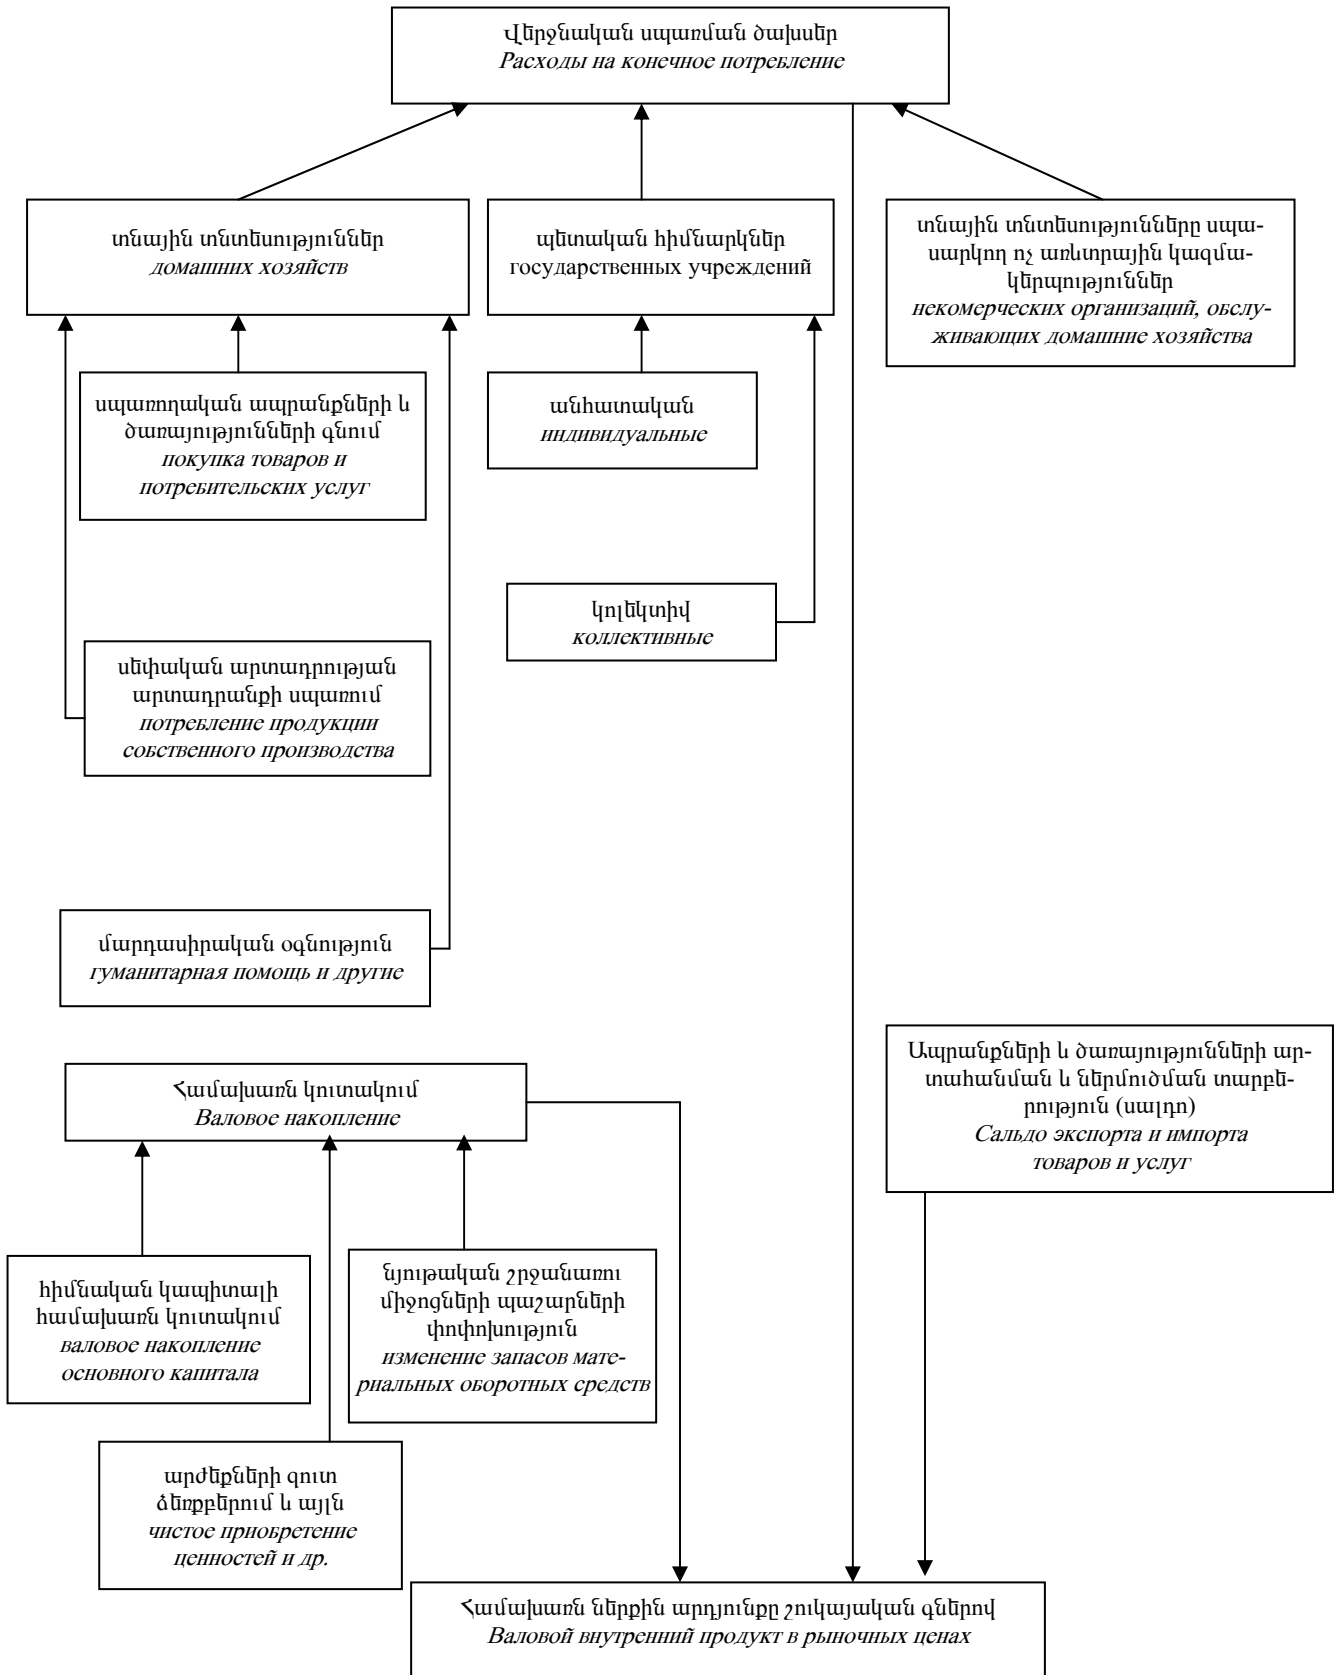 Վերջնական սպառման ծախսեր
Расходы на конечное потребление
տնային տնտեսություններ
домашних хозяйств
պետական հիմնարկներ
государственных учреждений
տնային տնտեսությունները սպա-
սարկող ոչ առևտրային կազմա-
կերպություններ
некомерческих организаций, обслу-
живающих домашние хозяйства
սպառողական ապրանքների և
ծառայությունների գնում
покупка товаров и
потребительских услуг
անհատական
индивидуальные
կոլեկտիվ
коллективные
սեփական արտադրության
արտադրանքի սպառում
потребление продукции
собственного производства
մարդասիրական օգնություն
гуманитарная помощь и другие
Համախառն կուտակում
Валовое накопление
Ապրանքների և ծառայությունների ար-
տահանման և ներմուծման տարբե-
րություն (սալդո)
Сальдо экспорта и импорта
товаров и услуг
հիմնական կապիտալի
համախառն կուտակում
валовое накопление
основного капитала
նյութական շրջանառու
միջոցների պաշարների
փոփոխություն
изменение запасов мате-
риальных оборотных средств
արժեքների զուտ
ձեռքբերում և այլն
чистое приобретение
ценностей и др.
Համախառն ներքին արդյունքը շուկայական գներով
Валовой внутренний продукт в рыночных ценах